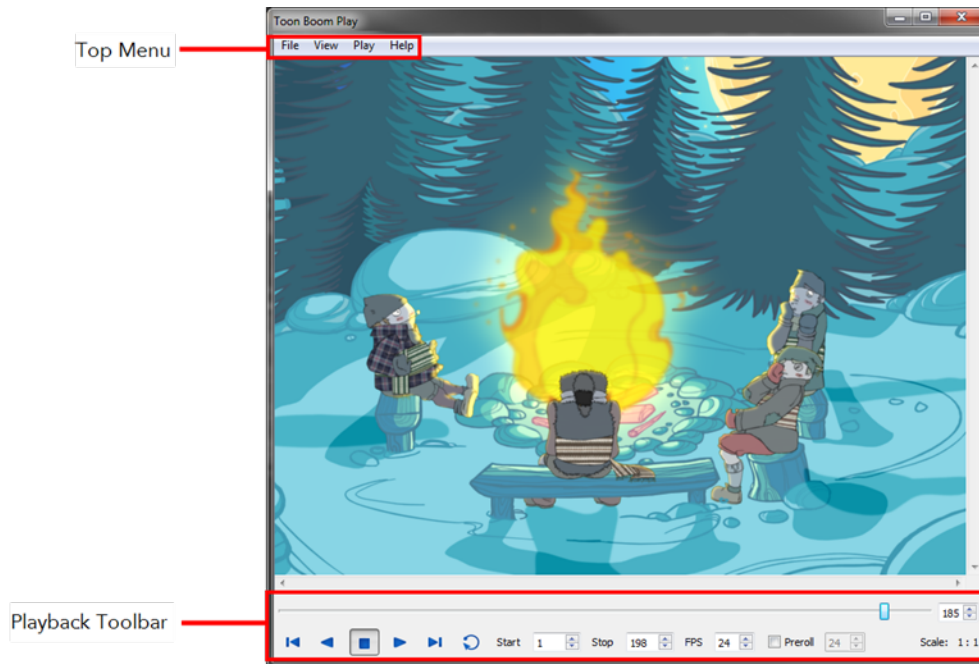 Toon Boom Play
Top Menu
File View Play Help
Playback Toolbar
185
Start 1 Stop 198 FPS 24 Preroll 24 Scale: 1:1